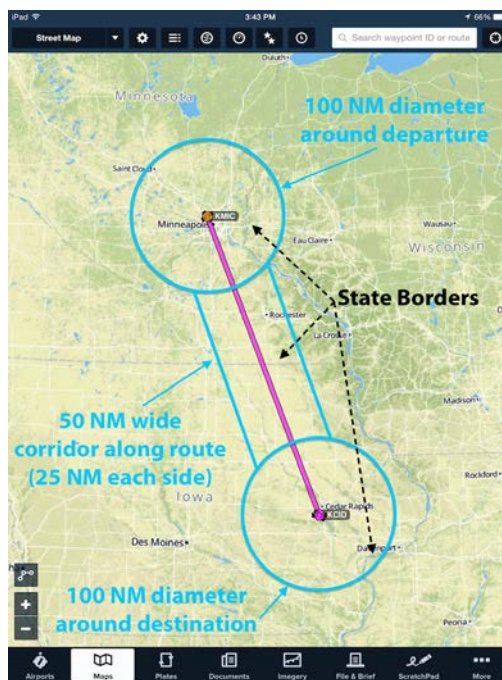 iPad
3:43 PM
66%
Street Map
Search waypoint ID or route
Duluth
Minnesota
100 NM diameter
around departure
Saint Cloud
KMIC
Minneapolis
Eau Claire
Wausau
Wisconsin
State Borders
Rochester
La Crosse
Madison
50 NM wide
corridor along route
(25 NM each side)
Rockford
Iowa
Cedar Rapids
KCID
Des Moines
Davenport
100 NM diameter
around destination
Peoria
Airports
Maps
Plates
Documents
Imagery
File & Brief
ScratchPad
More